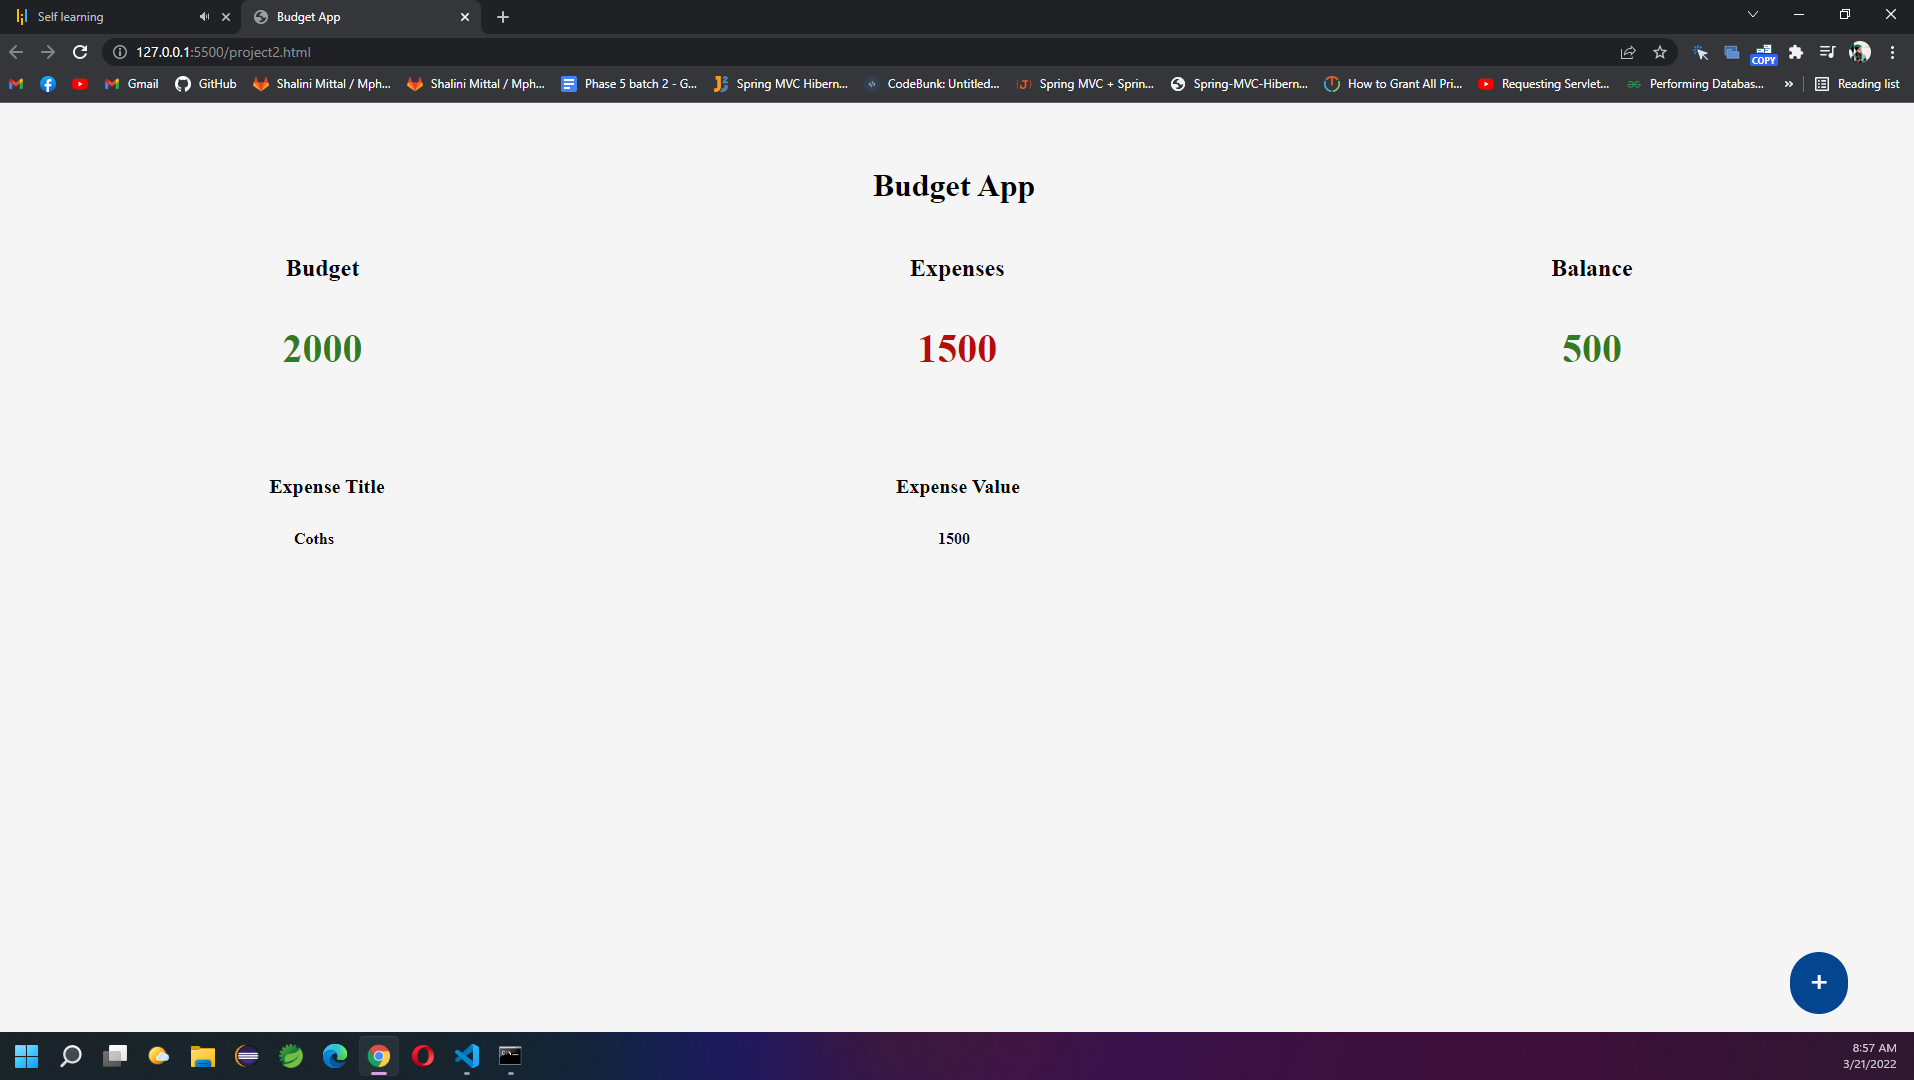 Self learning
Budget App
127.0.0.1:5500/project2.html
COPY
Gmail GitHub Shalini Mittal / Mph... Shalini Mittal / Mph... Phase 5 batch 2 - G... Spring MVC Hibern... CodeBunk: Untitled... Spring MVC + Sprin... Spring-MVC-Hibern... How to Grant All Pri... Requesting Servlet... Performing Databas... » Reading list
Budget App
Budget Expenses Balance
2000 1500 500
Expense Title Expense Value
Coths 1500
+
8:57 AM
3/21/2022